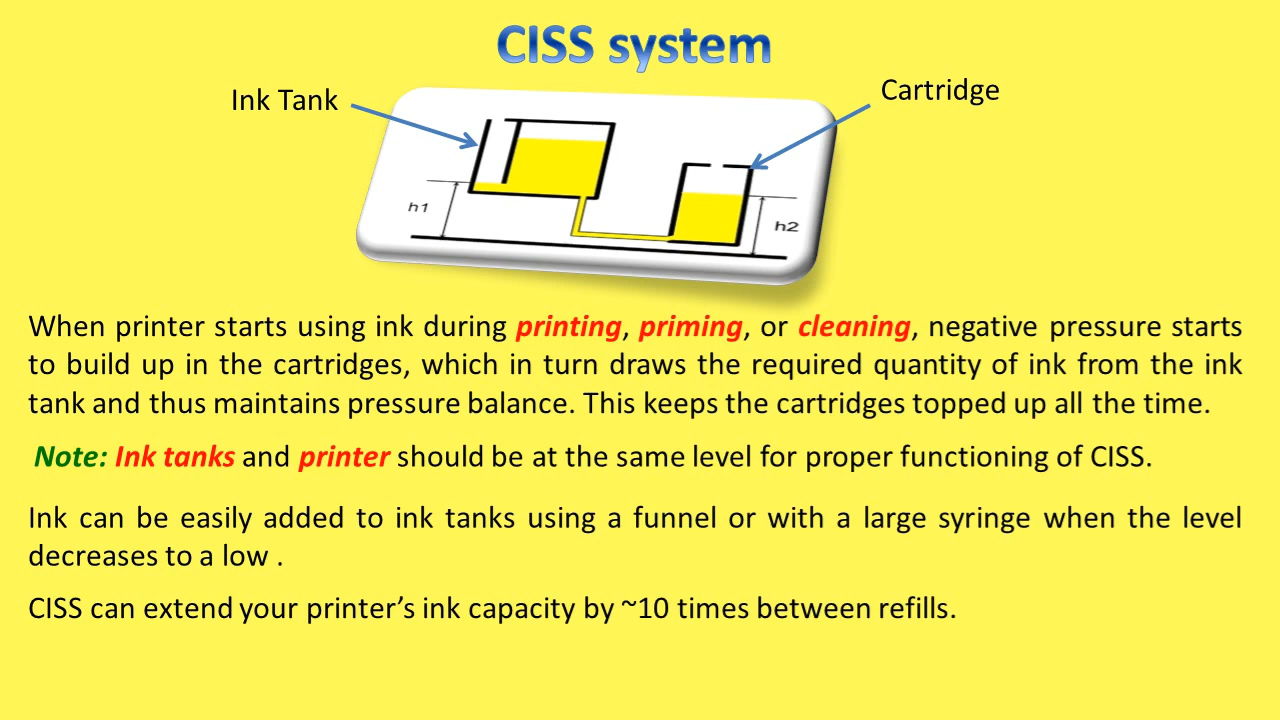 CISS system
Ink Tank
Cartridge
h1
h2
When printer starts using ink during printing, priming, or cleaning, negative pressure starts
to build up in the cartridges, which in turn draws the required quantity of ink from the ink
tank and thus maintains pressure balance. This keeps the cartridges topped up all the time.
Note: Ink tanks and printer should be at the same level for proper functioning of CISS.
Ink can be easily added to ink tanks using a funnel or with a large syringe when the level
decreases to a low .
CISS can extend your printer’s ink capacity by ~10 times between refills.